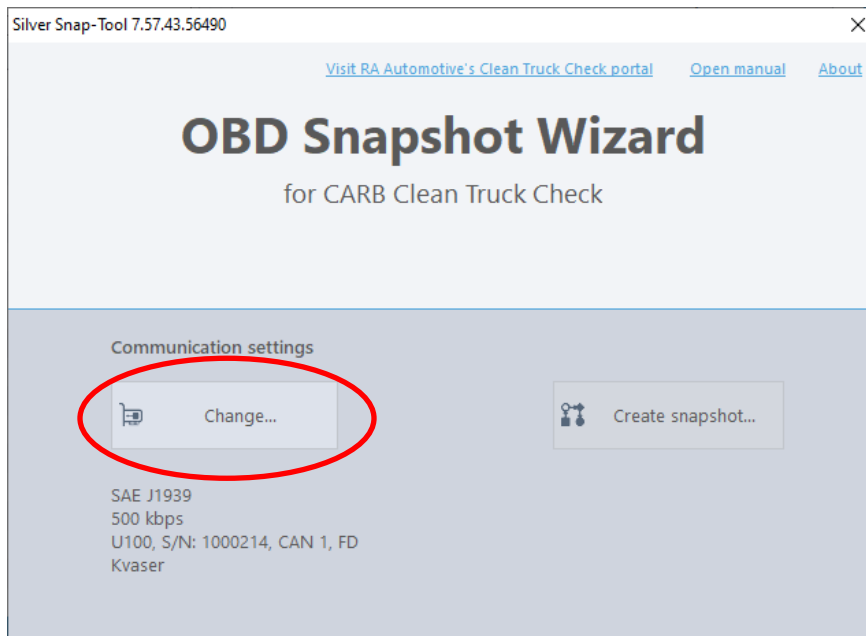 Silver Snap-Tool 7.57.43.56490
Visit RA Automotive's Clean Truck Check portal Open manual About
OBD Snapshot Wizard
for CARB Clean Truck Check
Communication settings
Change... Create snapshot...
SAE J1939
500 kbps
U100, S/N: 1000214, CAN 1, FD
Kvaser